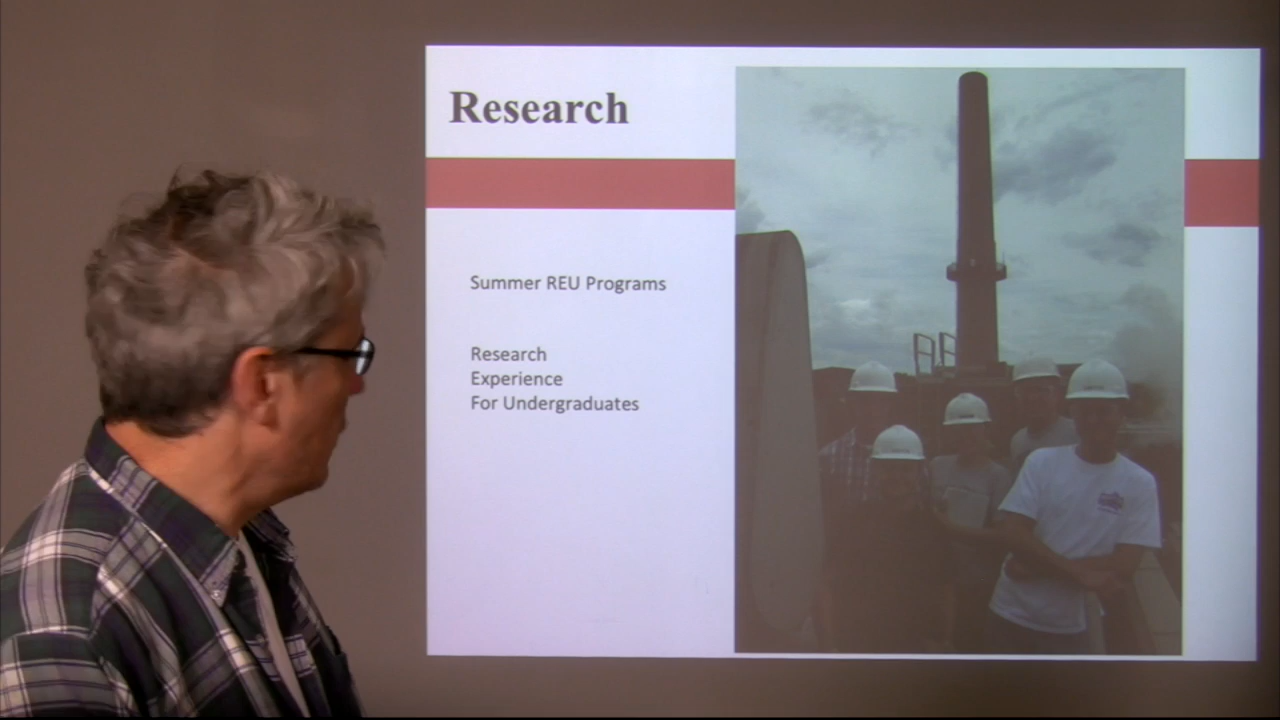 Research
Summer REU Programs
Research
Experience
For Undergraduates